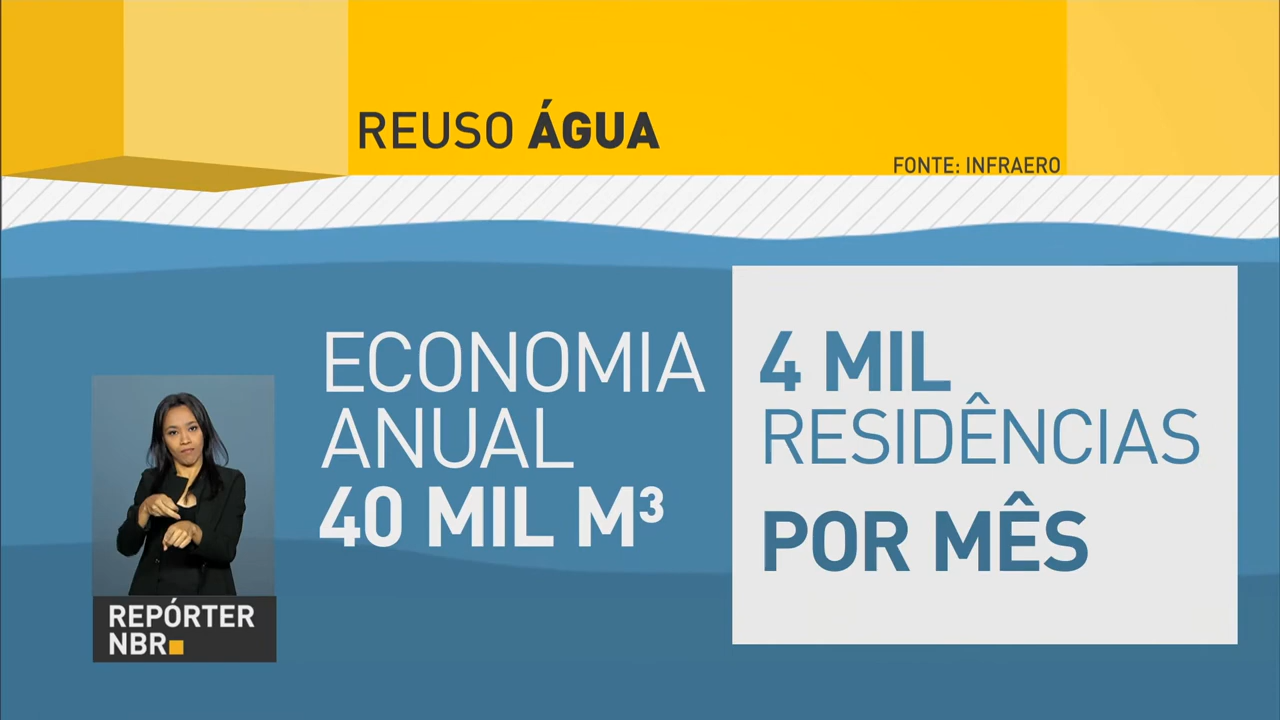 REUSO ÁGUA
FONTE: INFRAERO
ECONOMIA
ANUAL
40 MIL M³
4 MIL
RESIDÊNCIAS
POR MÊS
REPÓRTER
NBR